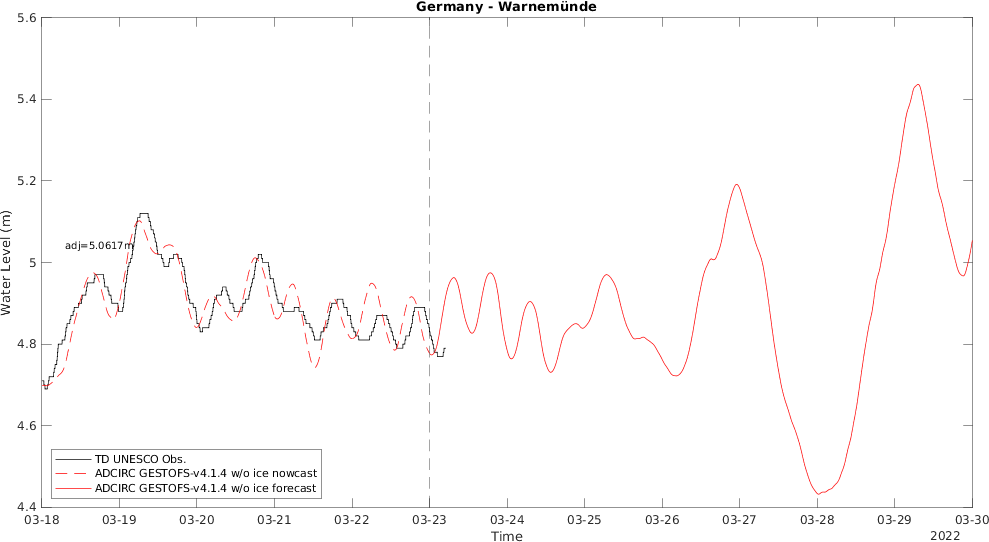 Germany - Warnemünde
5.6
5.4
5.2
5
4.8
4.6
4.4
Water Level (m)
adj=5.0617m
TD UNESCO Obs.
ADCIRC GESTOFS-v4.1.4 w/o ice nowcast
ADCIRC GESTOFS-v4.1.4 w/o ice forecast
03-18 03-19 03-20 03-21 03-22 03-23 03-24 03-25 03-26 03-27 03-28 03-29 03-30
Time
2022